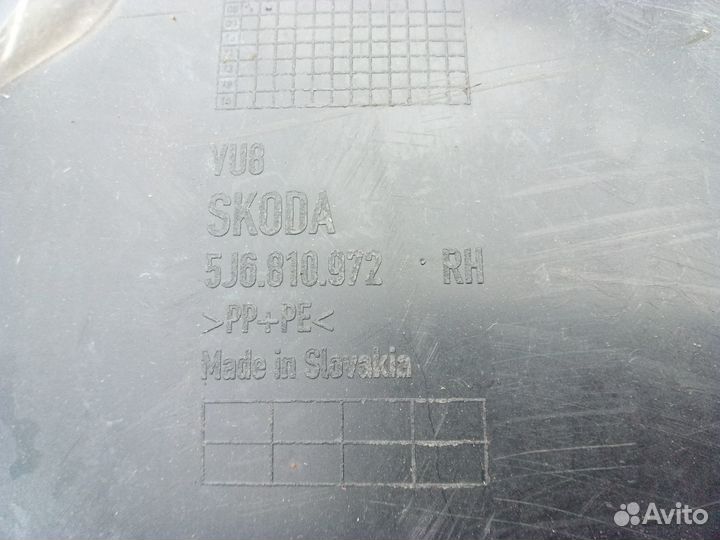 VU8
SKODA
5J6.810.972 RH
>PP+PE<
Made in Slovakia
Avito